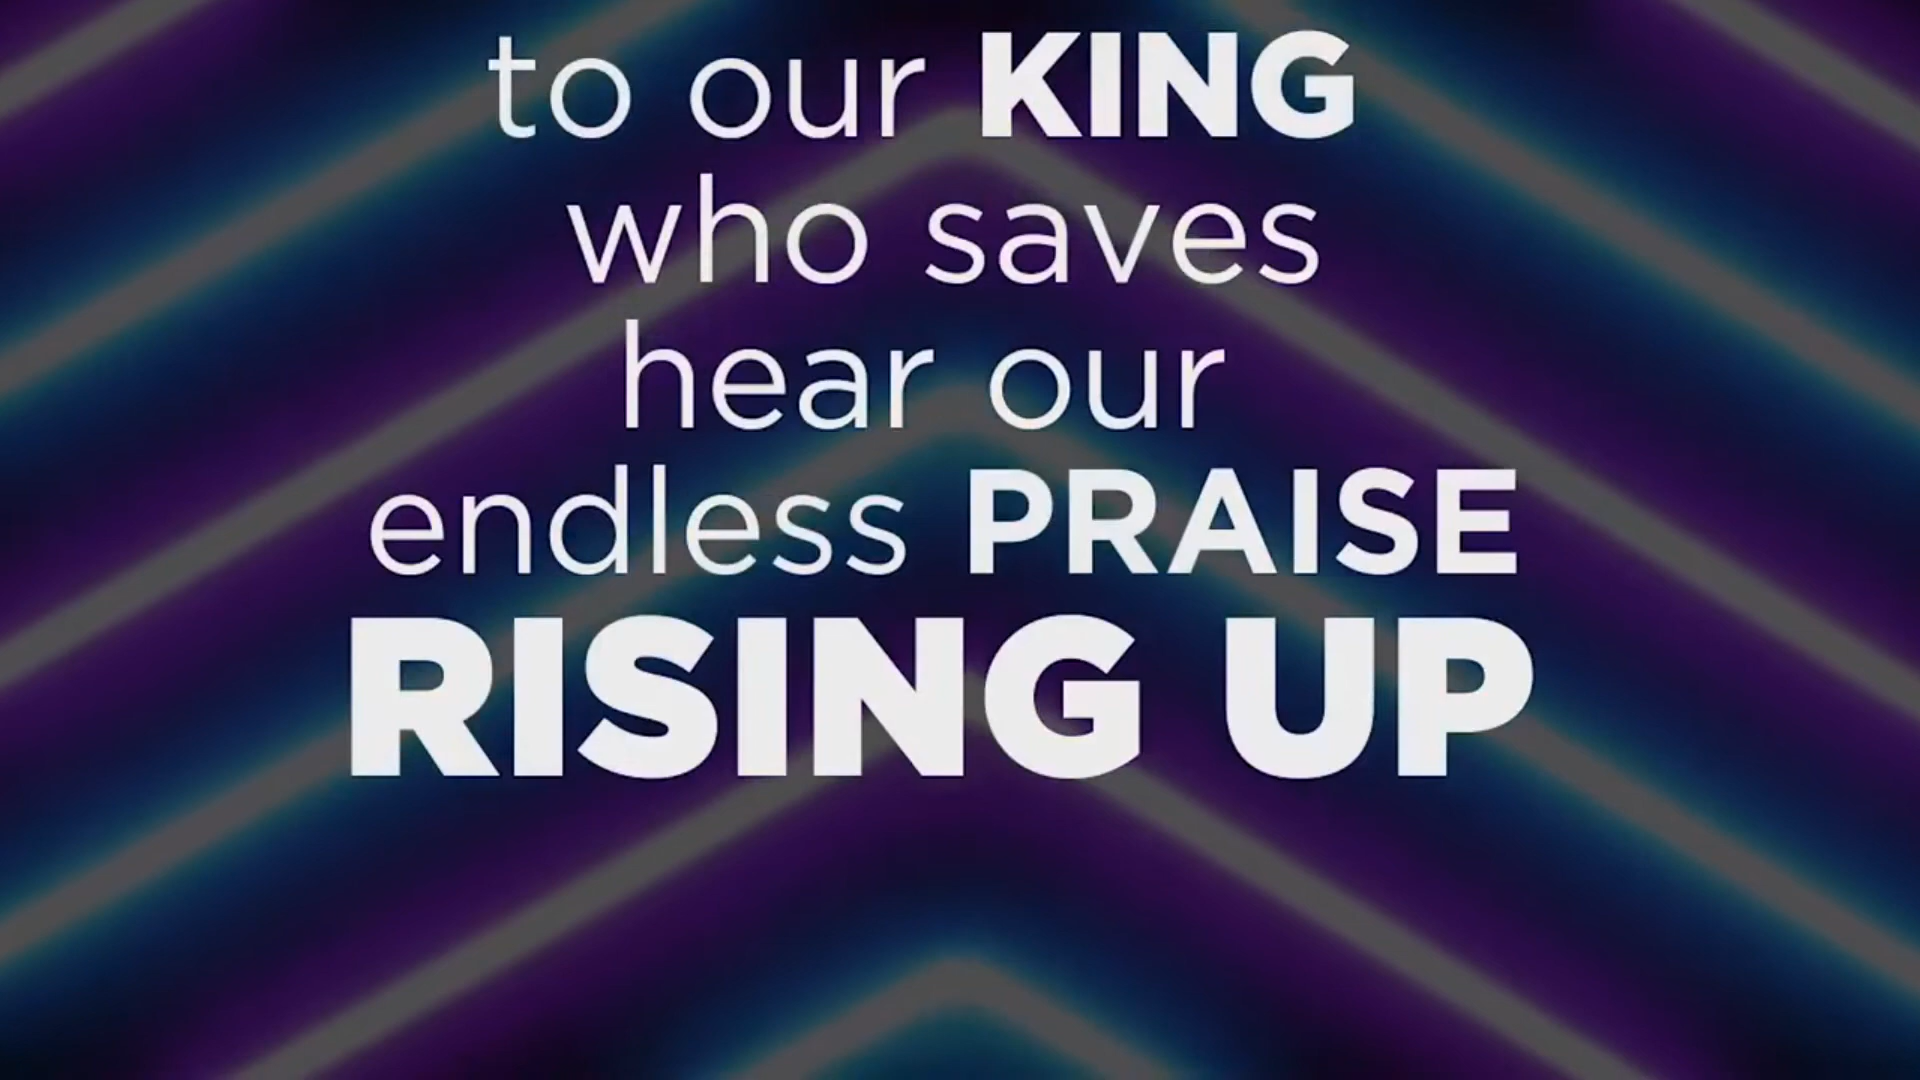 to our KING
who saves
hear our
endless PRAISE
RISING UP